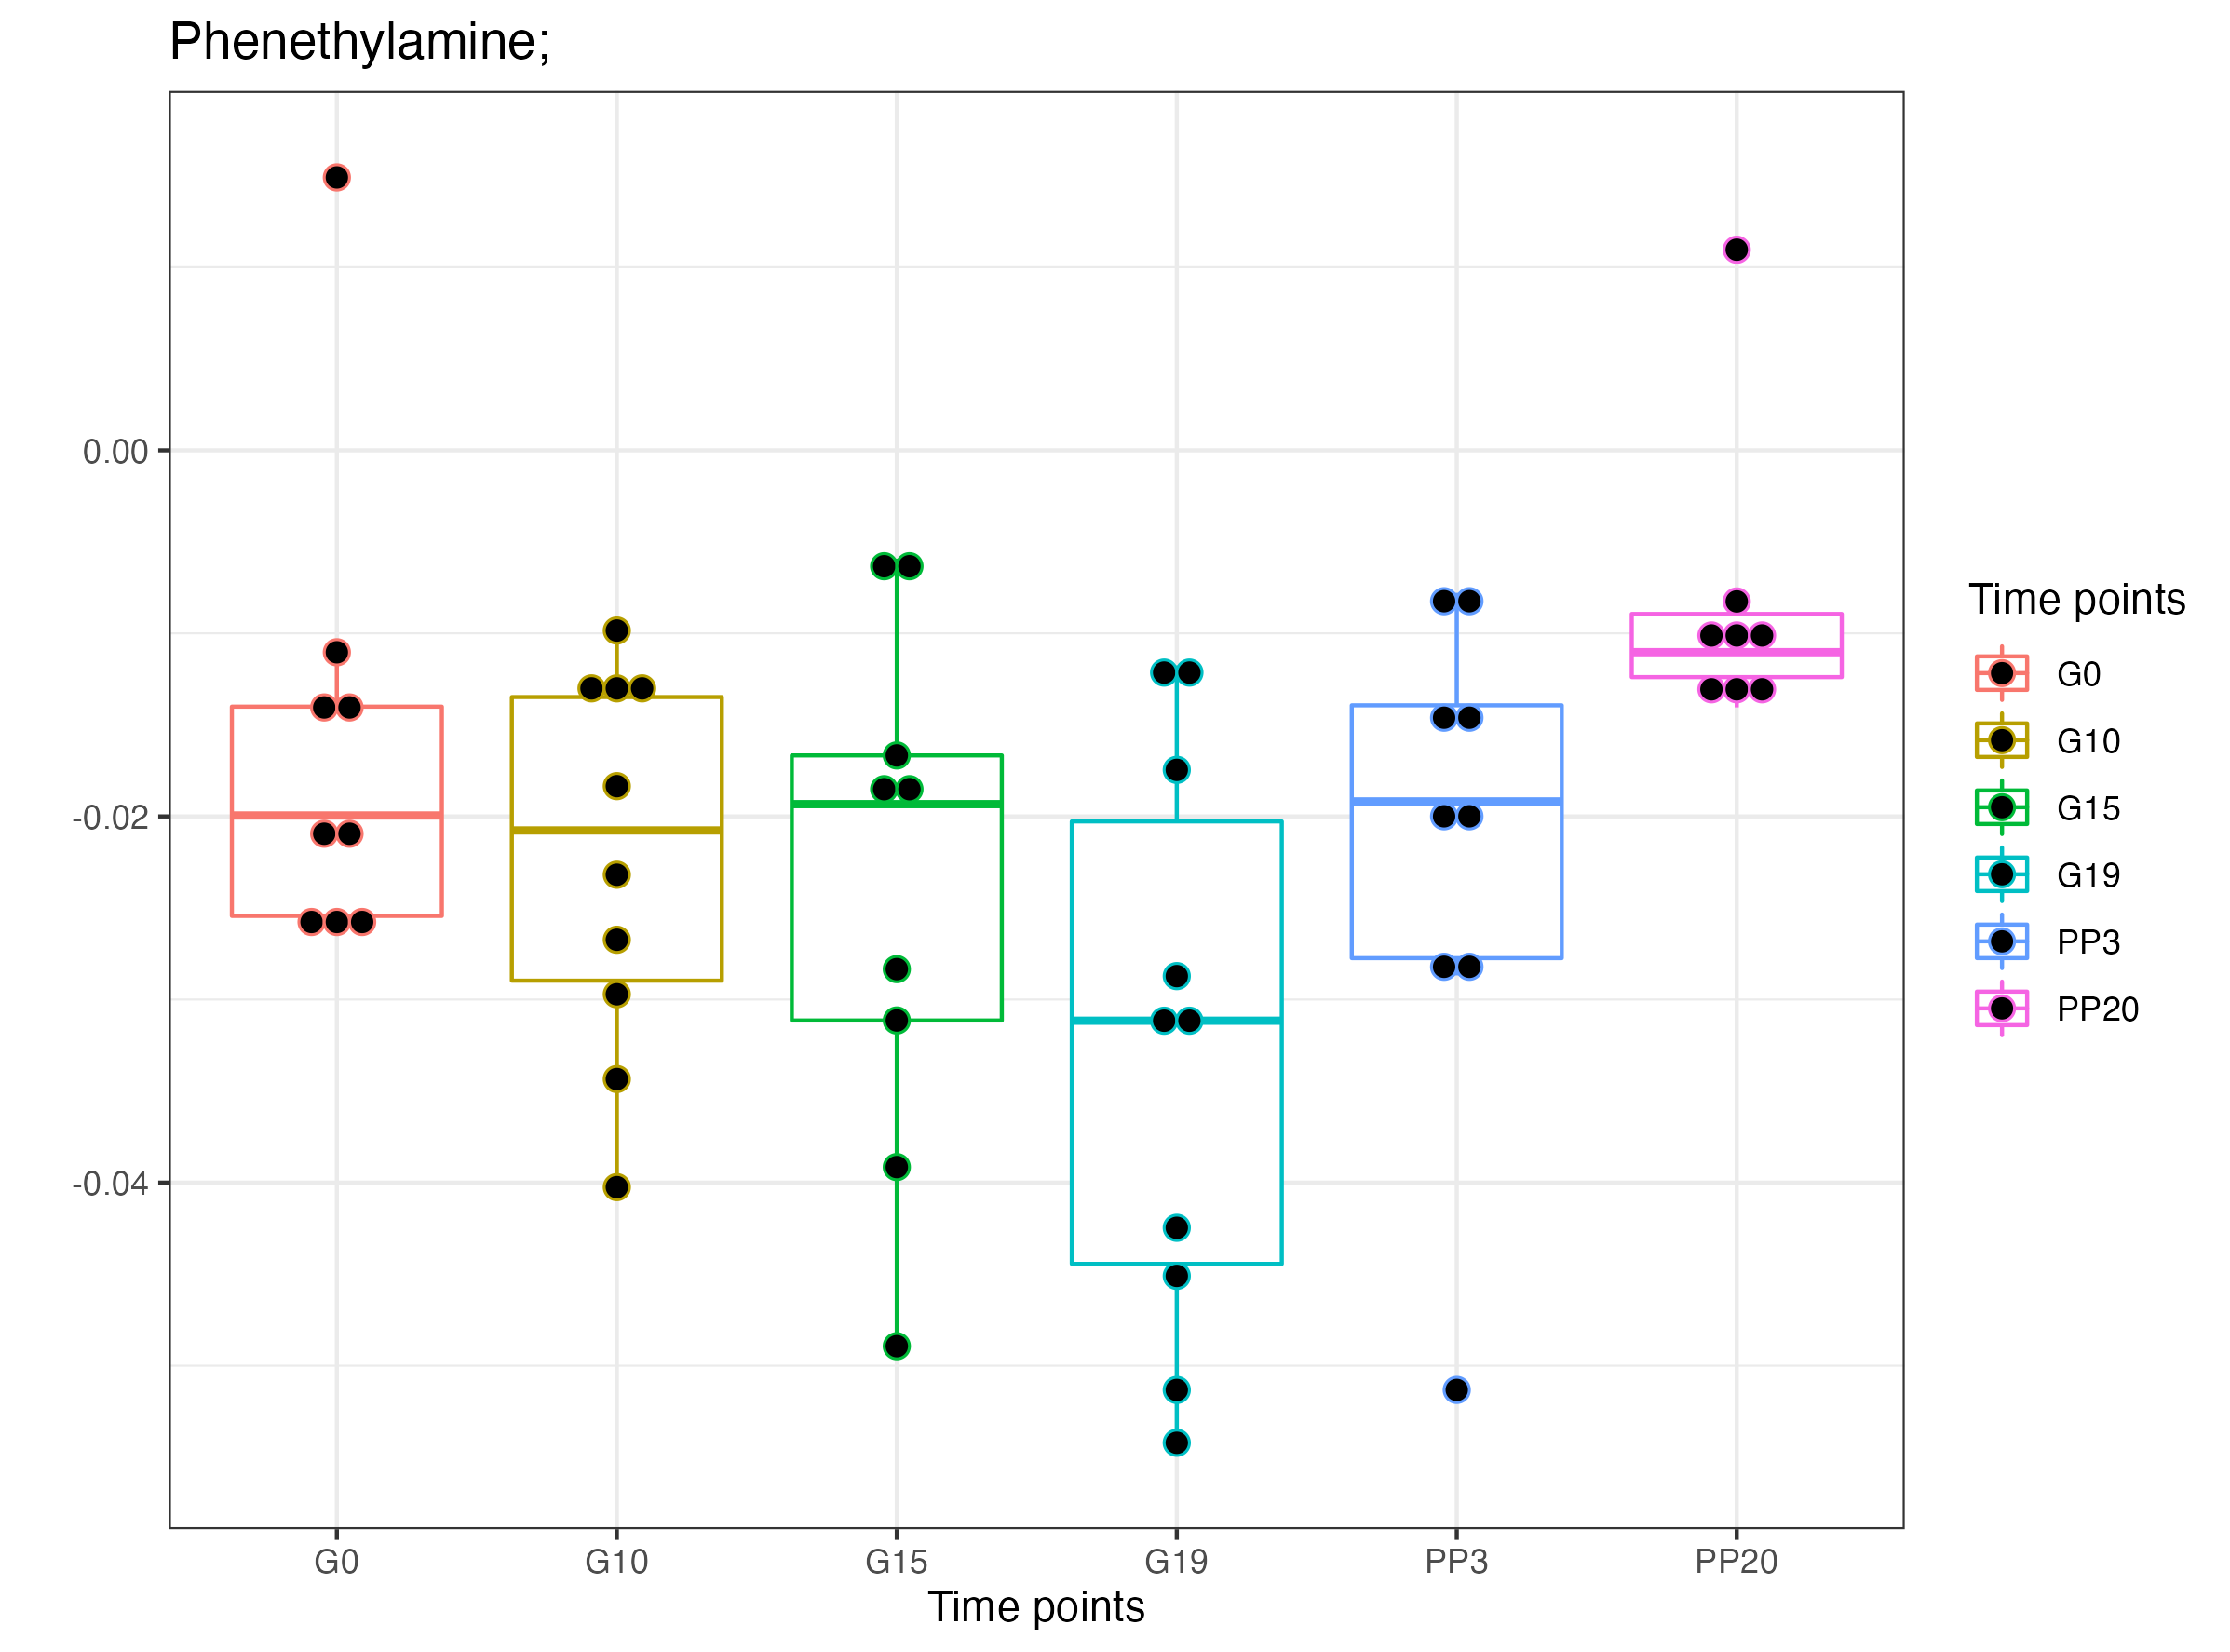 Phenethylamine;
0.00
-0.02
-0.04
G0 G10 G15 G19 PP3 PP20
Time points
Time points
G0
G10
G15
G19
PP3
PP20